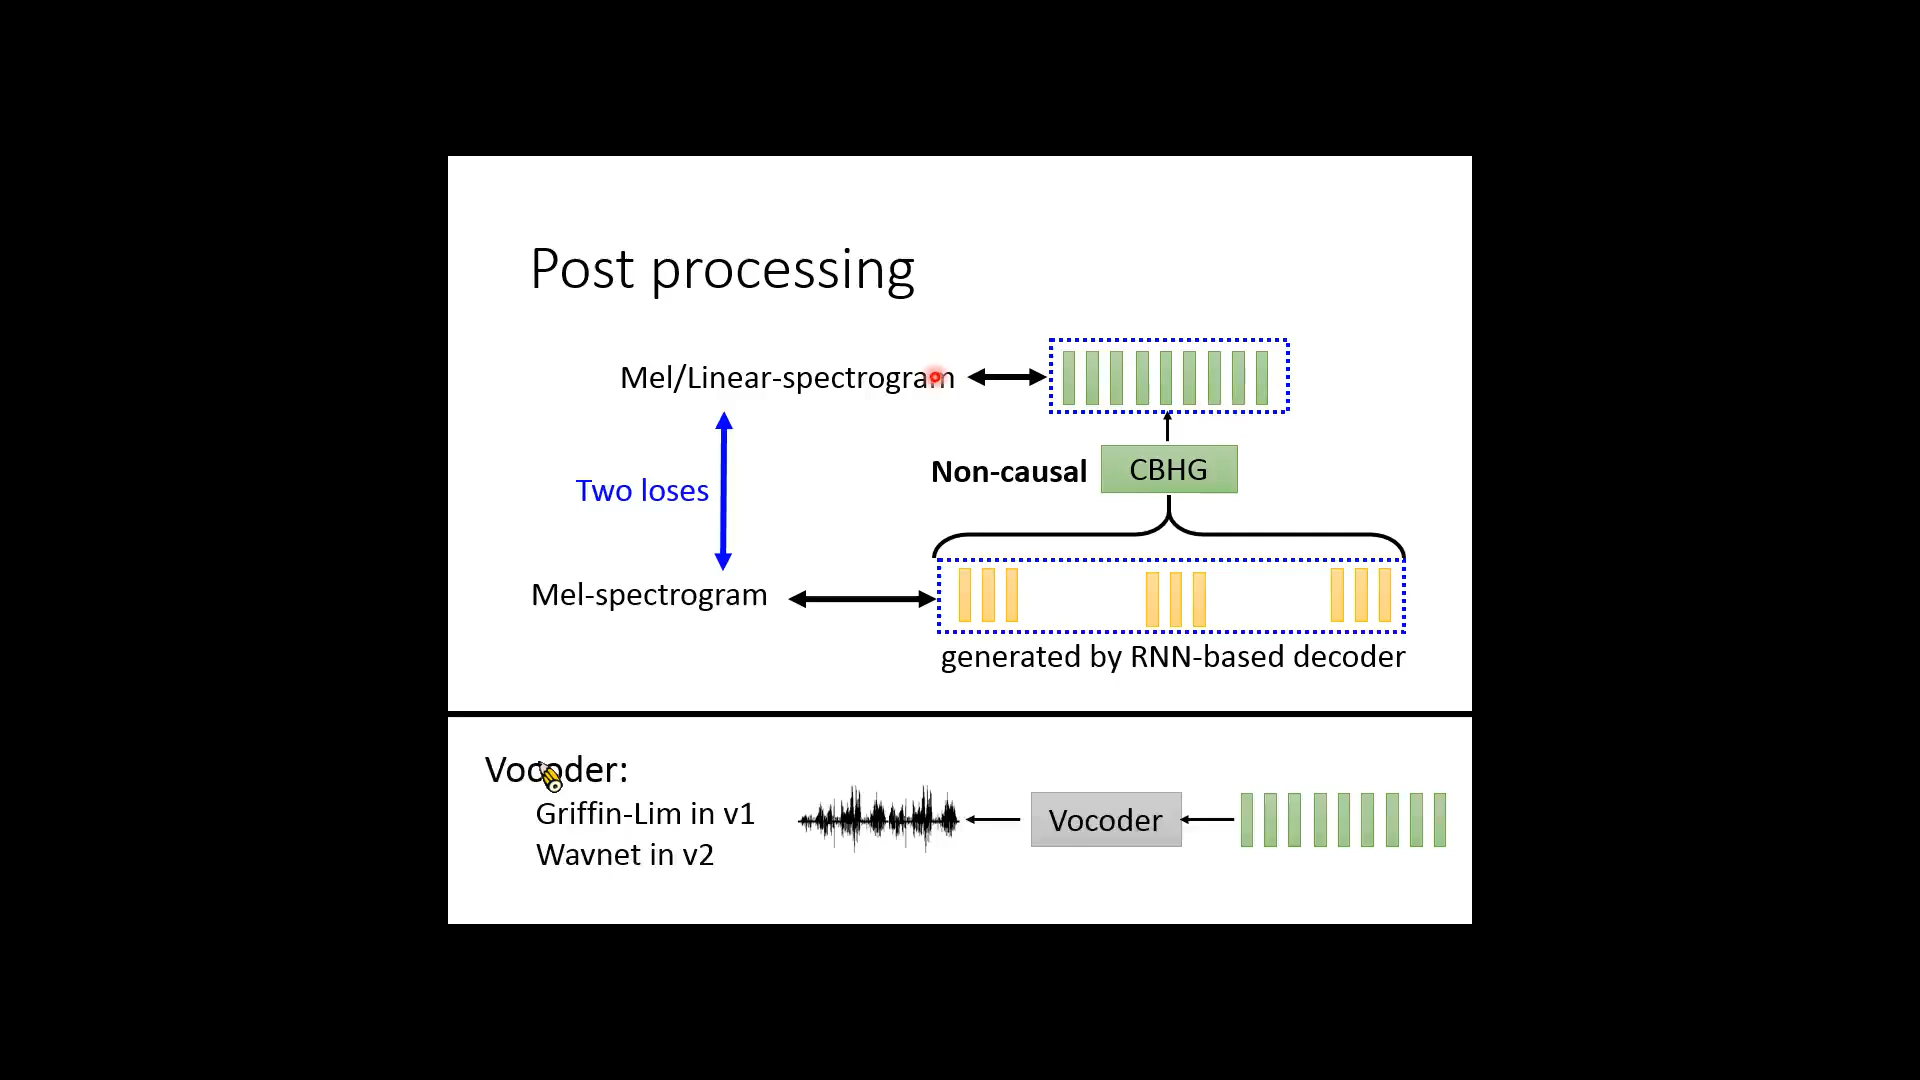 Post processing
Mel/Linear-spectrogram
Non-causal
CBHG
Two loses
Mel-spectrogram
generated by RNN-based decoder
Vocoder:
Griffin-Lim in v1
Wavnet in v2
Vocoder